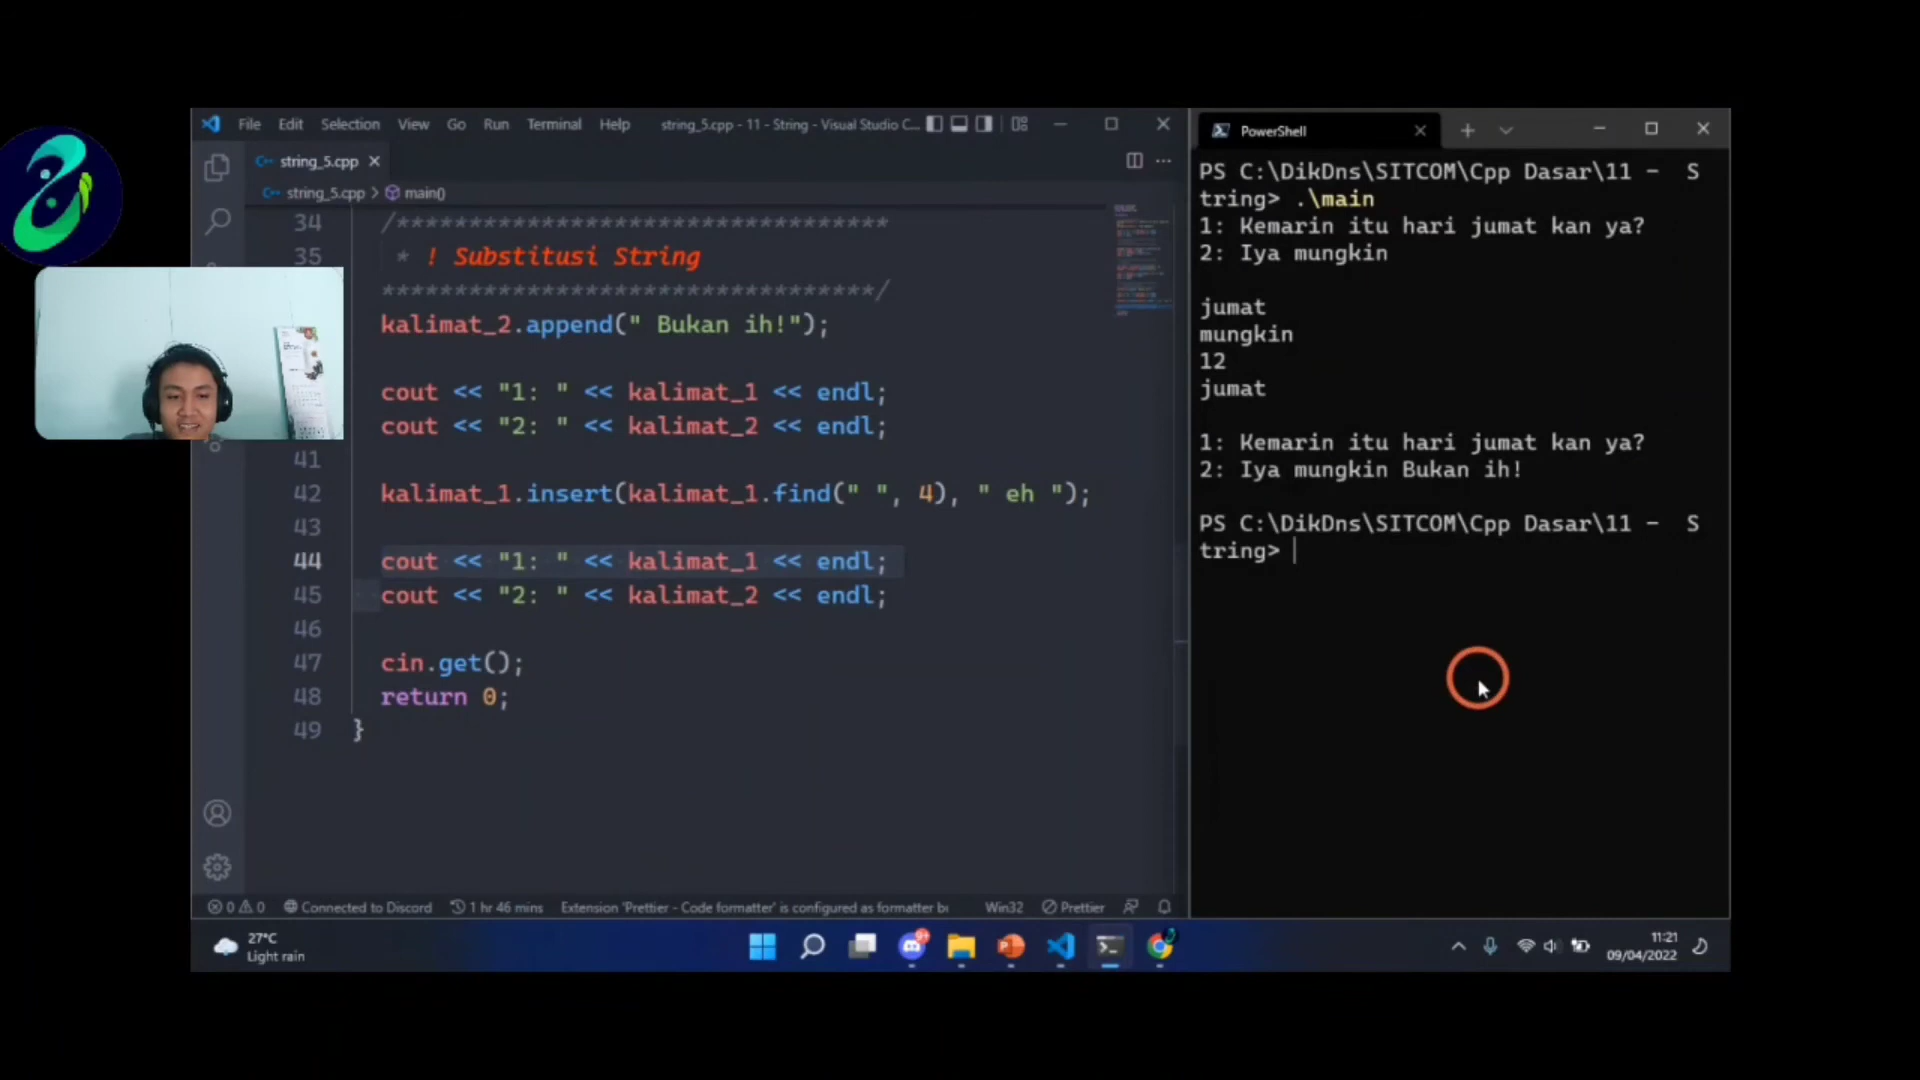 File Edit Selection View Go Run Terminal Help string_5.cpp - 11 - String - Visual Studio C...
string_5.cpp
string_5.cpp > main()
34 /**********************************
35 * ! Substitusi String
**********************************/
kalimat_2.append(" Bukan ih!");
cout << "1: " << kalimat_1 << endl;
cout << "2: " << kalimat_2 << endl;
41
42 kalimat_1.insert(kalimat_1.find(" ", 4), " eh ");
43
44 cout << "1: " << kalimat_1 << endl;
45 cout << "2: " << kalimat_2 << endl;
46
47 cin.get();
48 return 0;
49 }
0 0 Connected to Discord 1 hr 46 mins Extension 'Prettier - Code formatter' is configured as formatter Win32 Prettier
PowerShell
PS C:\DikDns\SITCOM\Cpp Dasar\11 - S
tring> .\main
1: Kemarin itu hari jumat kan ya?
2: Iya mungkin
jumat
mungkin
12
jumat
1: Kemarin itu hari jumat kan ya?
2: Iya mungkin Bukan ih!
PS C:\DikDns\SITCOM\Cpp Dasar\11 - S
tring>
27°C
Light rain
9+
11:21
09/04/2022